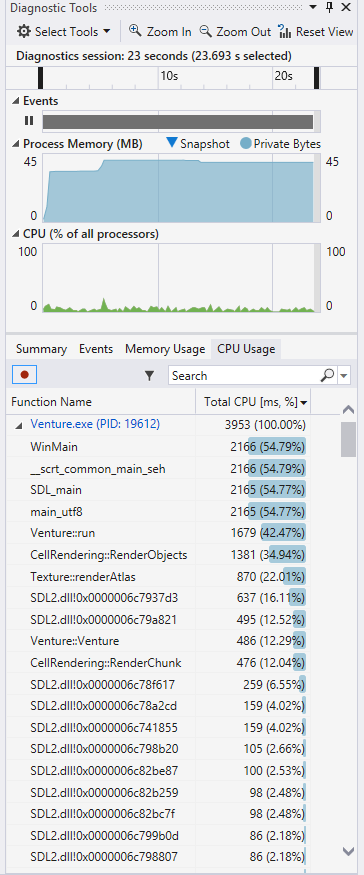 Diagnostic Tools
Select Tools Zoom In Zoom Out Reset View
Diagnostics session: 23 seconds (23.693 s selected)
10s 20s
Events
Process Memory (MB) Snapshot Private Bytes
45 45
0 0
CPU (% of all processors)
100 100
0 0
Summary Events Memory Usage CPU Usage
Search
Function Name Total CPU [ms, %]
Venture.exe (PID: 19612) 3953 (100.00%)
WinMain 2166 (54.79%)
__scrt_common_main_seh 2166 (54.79%)
SDL_main 2165 (54.77%)
main_utf8 2165 (54.77%)
Venture::run 1679 (42.47%)
CellRendering::RenderObjects 1381 (34.94%)
Texture::renderAtlas 870 (22.01%)
SDL2.dll!0x0000006c7937d3 637 (16.11%)
SDL2.dll!0x0000006c79a821 495 (12.52%)
Venture::Venture 486 (12.29%)
CellRendering::RenderChunk 476 (12.04%)
SDL2.dll!0x0000006c78f617 259 (6.55%)
SDL2.dll!0x0000006c78a2cd 159 (4.02%)
SDL2.dll!0x0000006c741855 159 (4.02%)
SDL2.dll!0x0000006c798b20 105 (2.66%)
SDL2.dll!0x0000006c82be87 100 (2.53%)
SDL2.dll!0x0000006c82b259 98 (2.48%)
SDL2.dll!0x0000006c82bc7f 98 (2.48%)
SDL2.dll!0x0000006c799b0d 86 (2.18%)
SDL2.dll!0x0000006c798807 86 (2.18%)